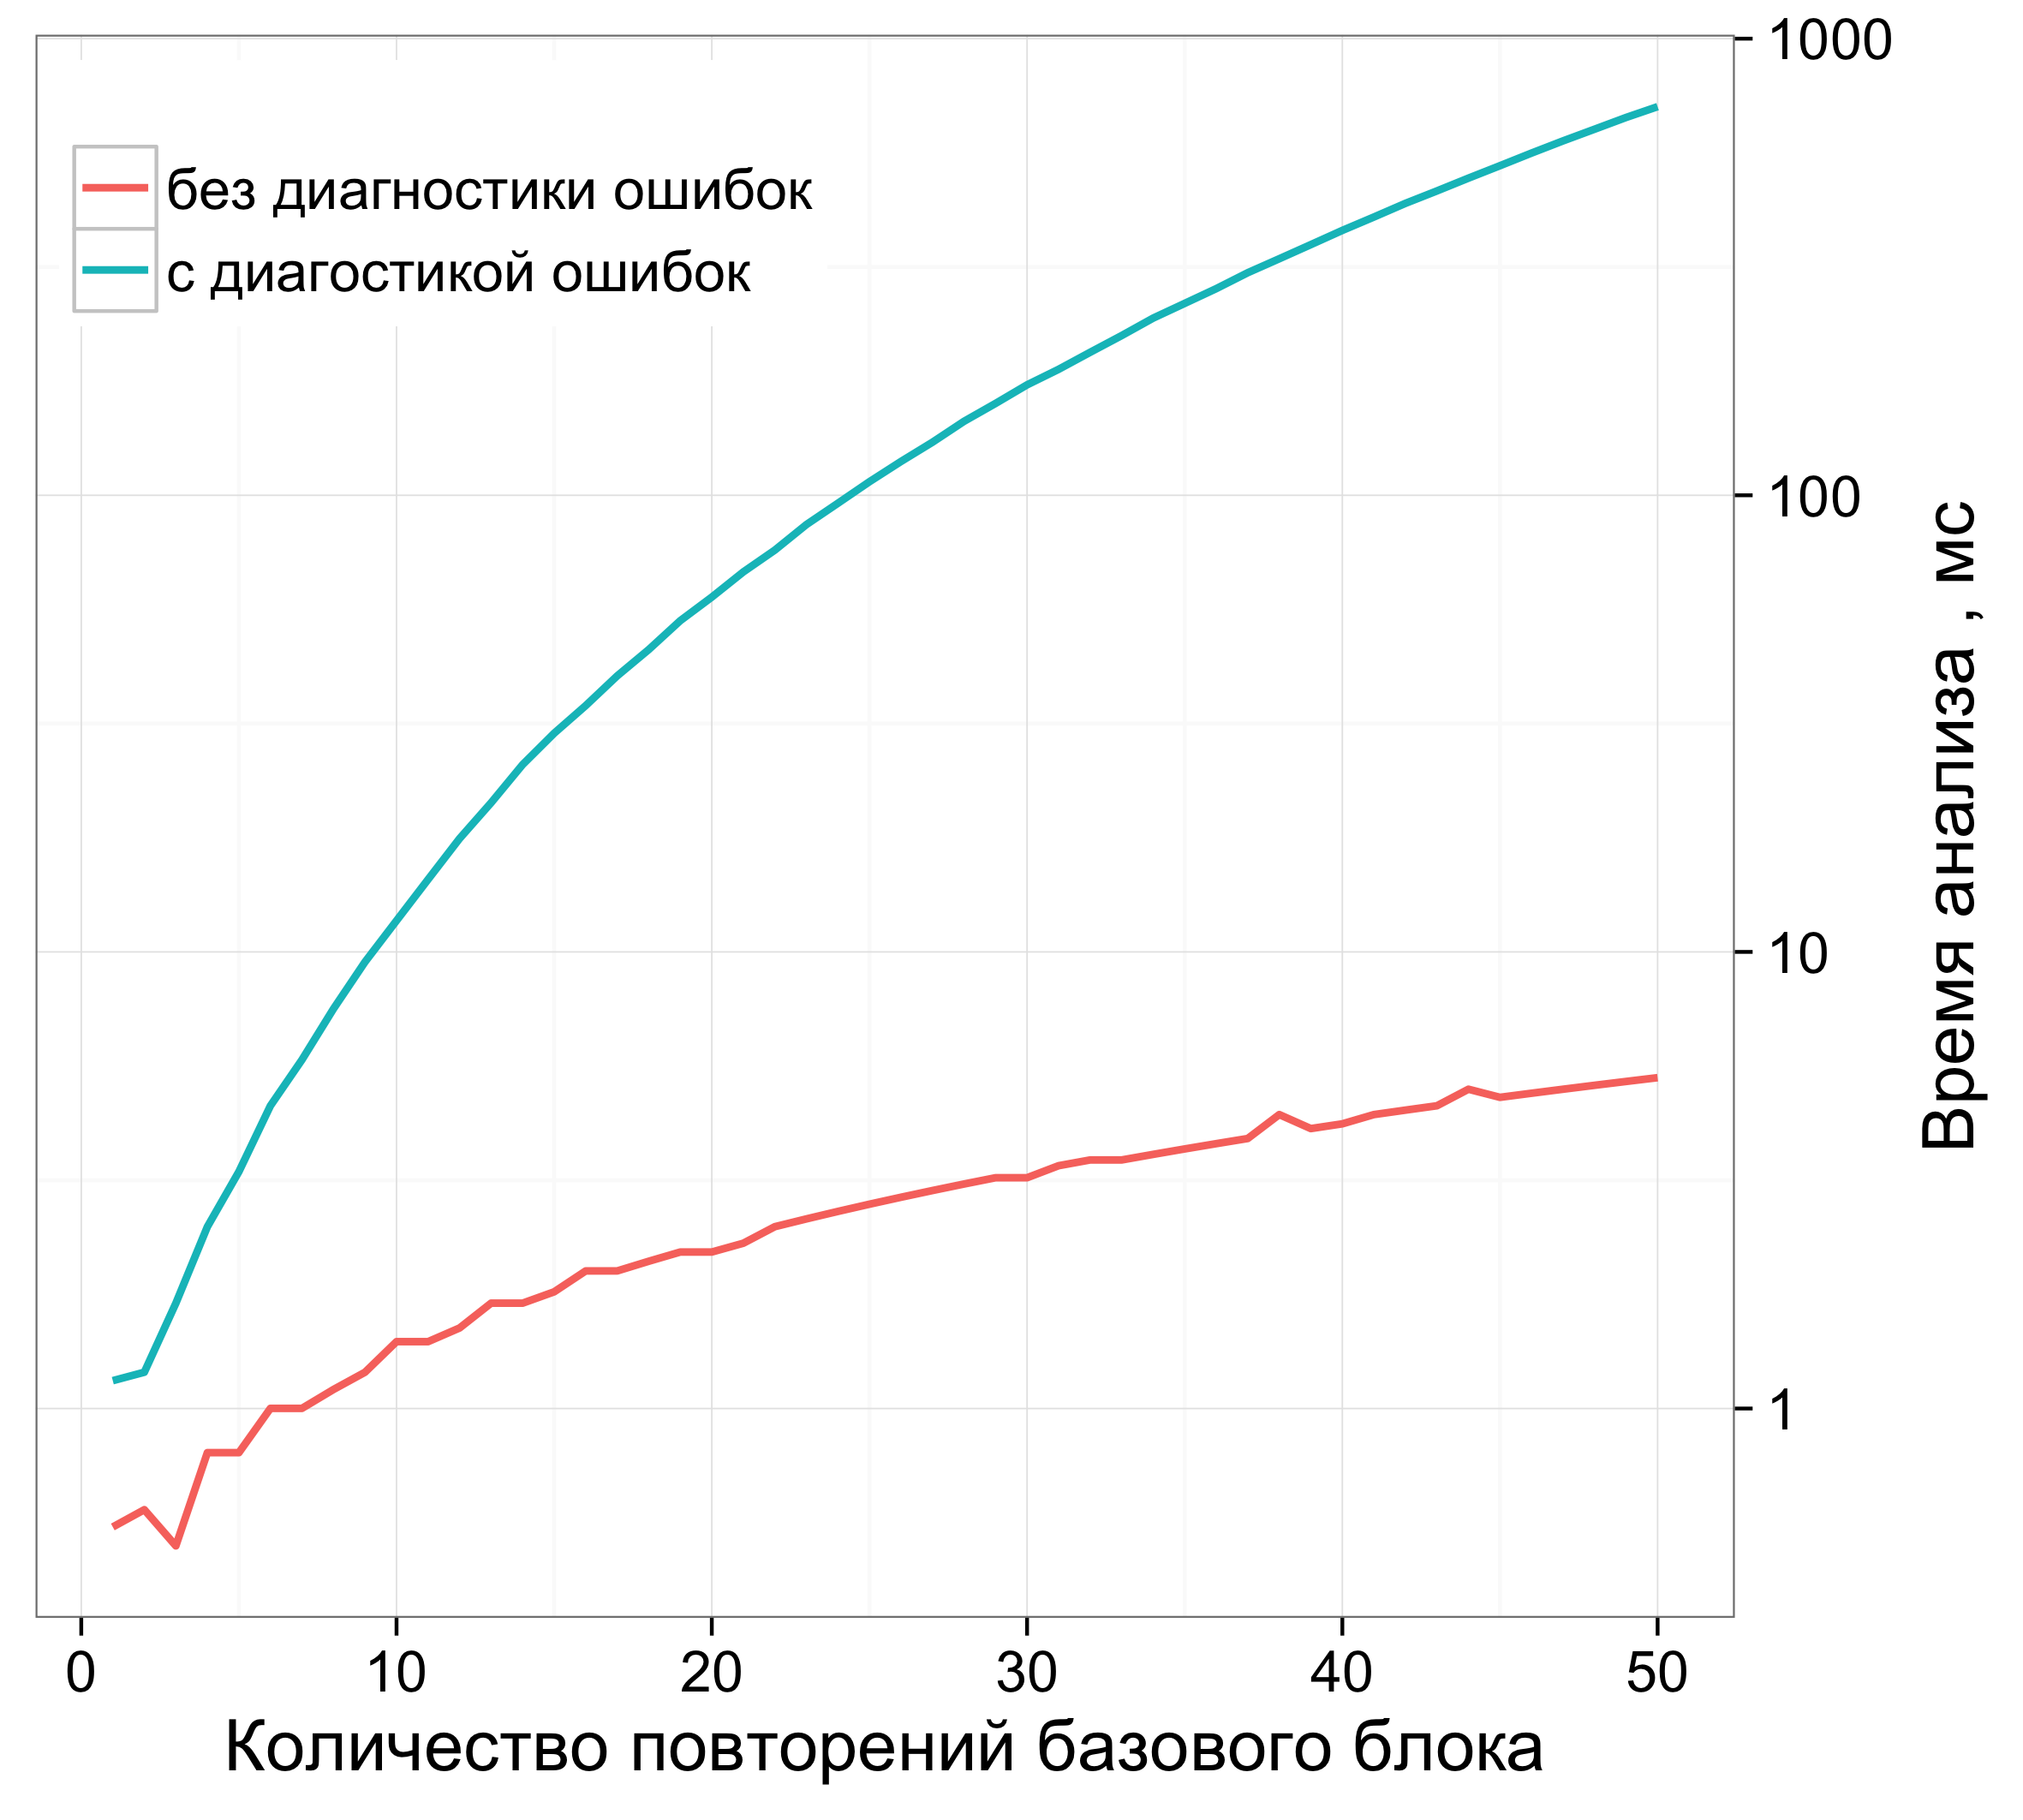 без диагностики ошибок
с диагостикой ошибок
1000
100
10
1
Время анализа , мс
0 10 20 30 40 50
Количество повторений базового блока